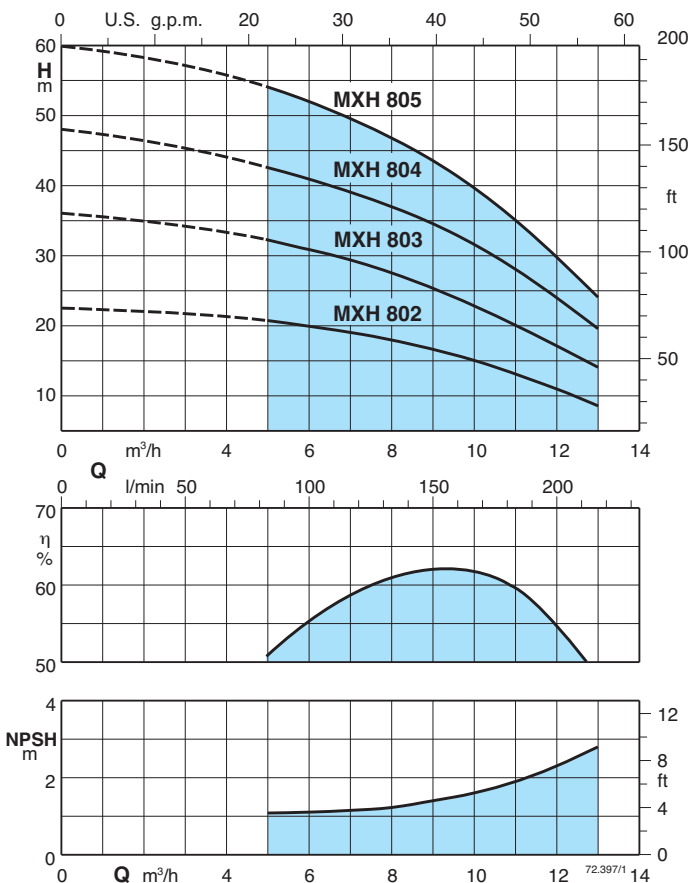 0 U.S. g.p.m. 20 30 40 50 60
60 200
H
m
MXH 805
50
150
MXH 804
40
ft
MXH 803
100
30
MXH 802
20
50
10
0 m³/h 4 6 8 10 12 14
Q
0 l/min 50 100 150 200
70
η
%
60
50
4
12
NPSH
m
8
ft
2
4
0 0
72.397/1
0 Q m³/h 4 6 8 10 12 14